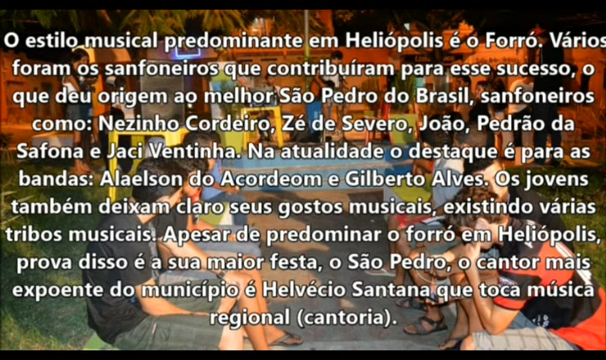 O estilo musical predominante em Heliópolis é o Forró. Vários
foram os sanfoneiros que contribuíram para esse sucesso, o
que deu origem ao melhor São Pedro do Brasil, sanfoneiros
como: Nezinho Cordeiro, Zé de Severo, João, Pedrão da
Safona e Jaci Ventinha. Na atualidade o destaque é para as
bandas: Alaelson do Acordeom e Gilberto Alves. Os jovens
também deixam claro seus gostos musicais, existindo várias
tribos musicais. Apesar de predominar o forró em Heliópolis,
prova disso é a sua maior festa, o São Pedro, o cantor mais
expoente do município é Helvécio Santana que toca música
regional (cantoria).